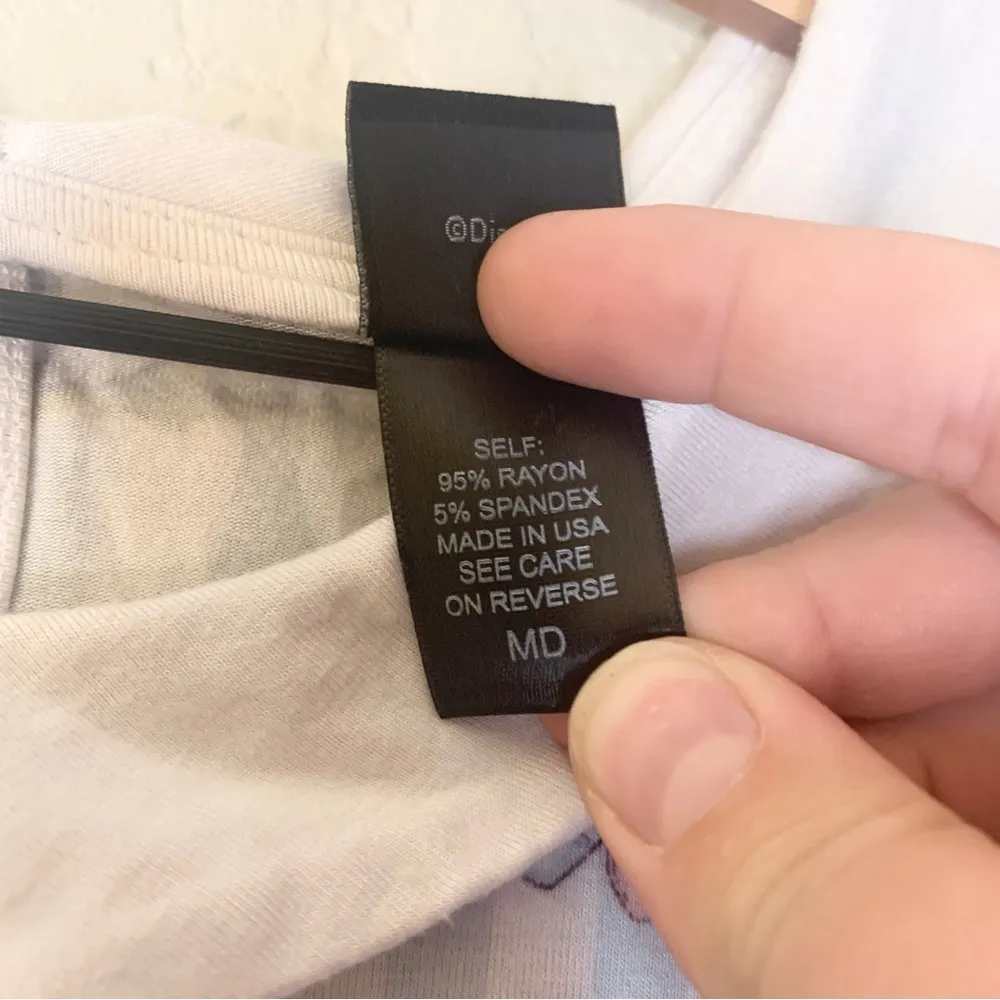 SELF:
95% RAYON
5% SPANDEX
MADE IN USA
SEE CARE
ON REVERSE
MD